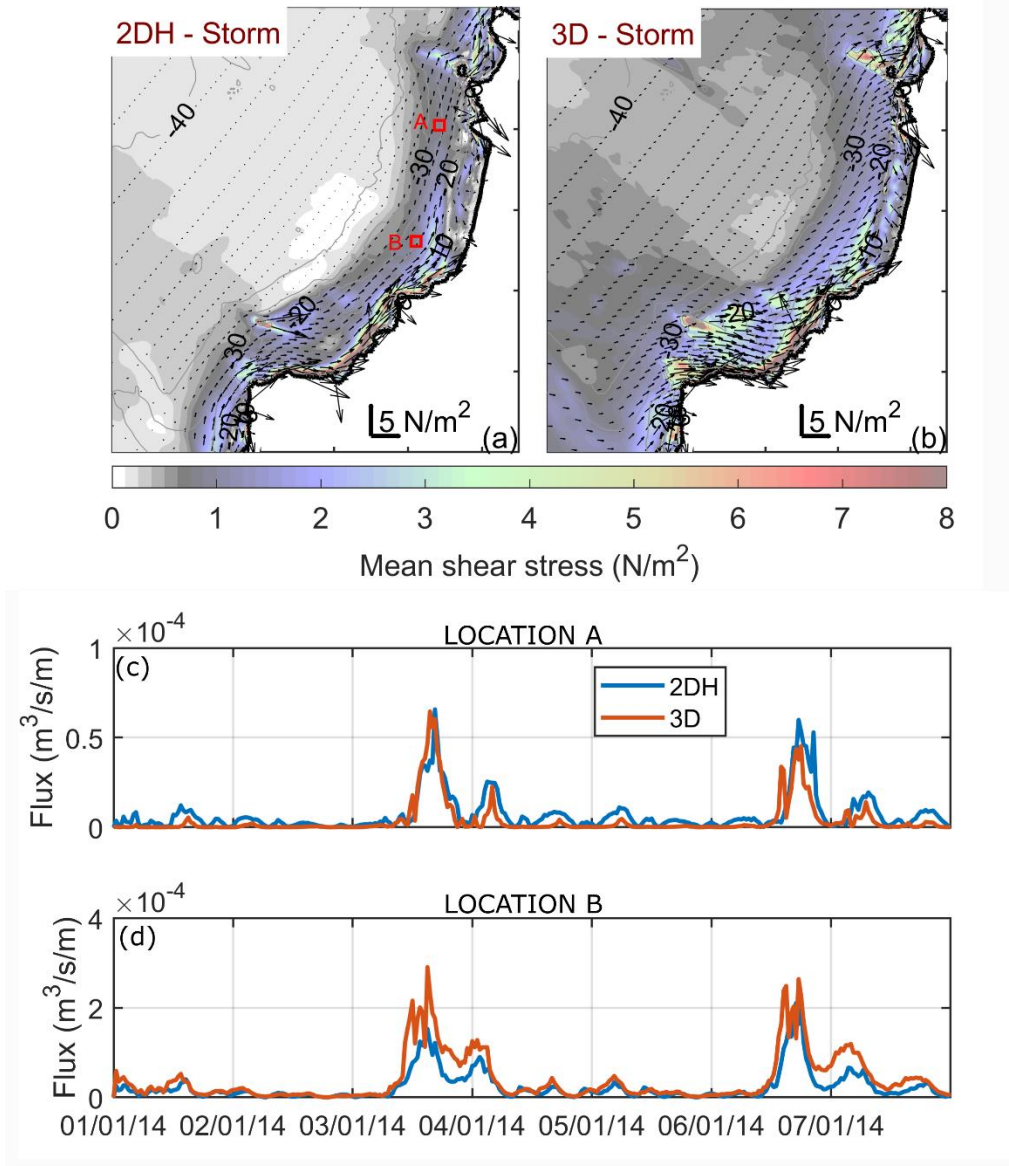 2DH - Storm
3D - Storm
-40
-40
A
30
30
20
20
B
10
10
20
20
30
-30
20
20
5 N/m²
(a)
5 N/m²
(b)
0 1 2 3 4 5 6 7 8
Mean shear stress (N/m²)
×10⁻⁴
LOCATION A
1
(c)
2DH
3D
0.5
Flux (m³/s/m)
0
×10⁻⁴
LOCATION B
4
(d)
2
Flux (m³/s/m)
0
01/01/14 02/01/14 03/01/14 04/01/14 05/01/14 06/01/14 07/01/14